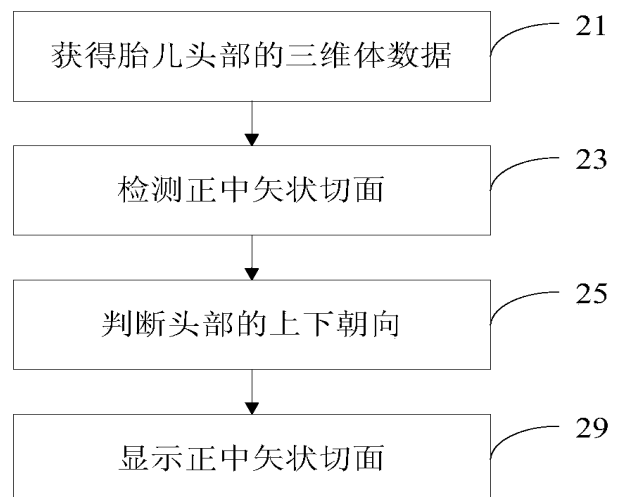 获得胎儿头部的三维体数据
21
检测正中矢状切面
23
判断头部的上下朝向
25
显示正中矢状切面
29